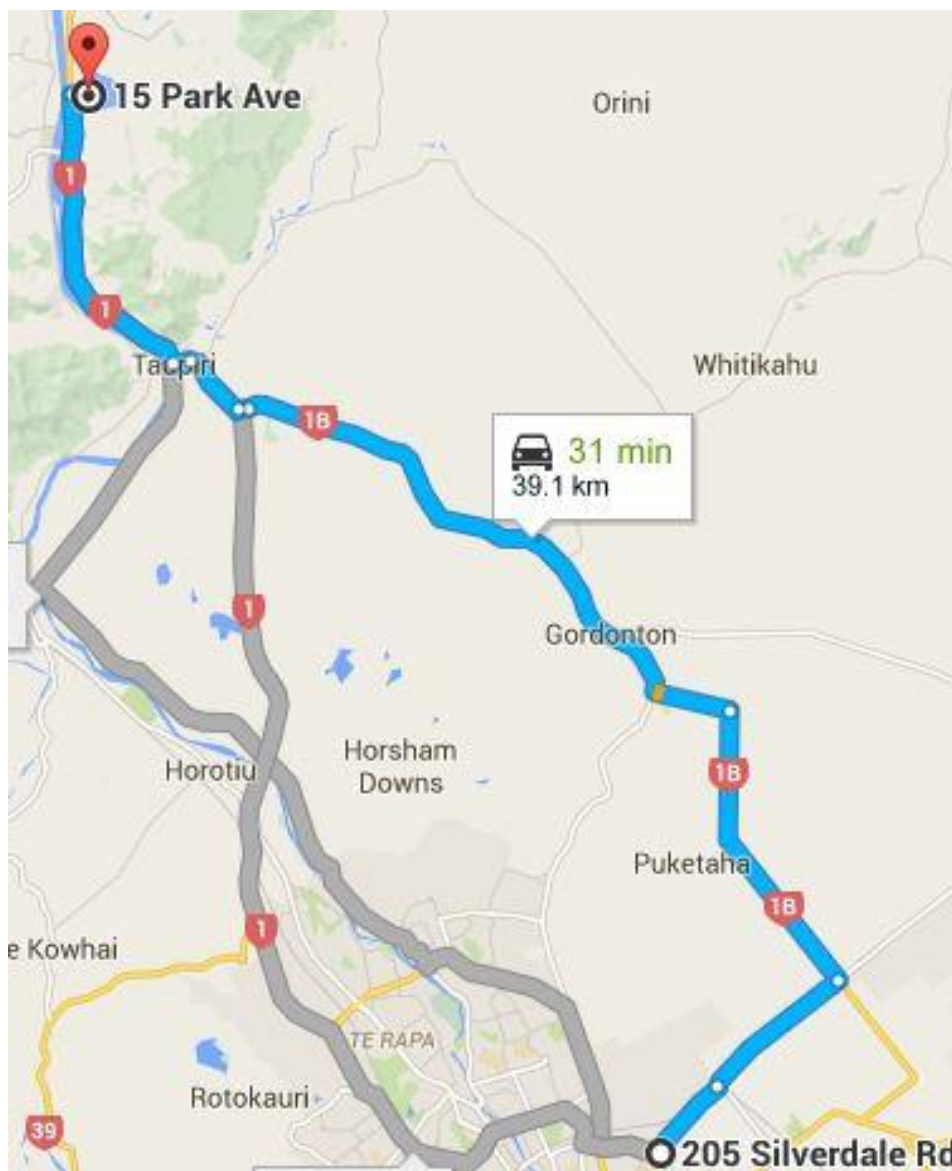 15 Park Ave
Orini
1
1
Taupiri
Whitikahu
1B
31 min
39.1 km
1
Gordonton
Horotiu
Horsham
Downs
1B
Puketaha
1B
1
e Kowhai
TE RAPA
Rotokauri
39
205 Silverdale Rd